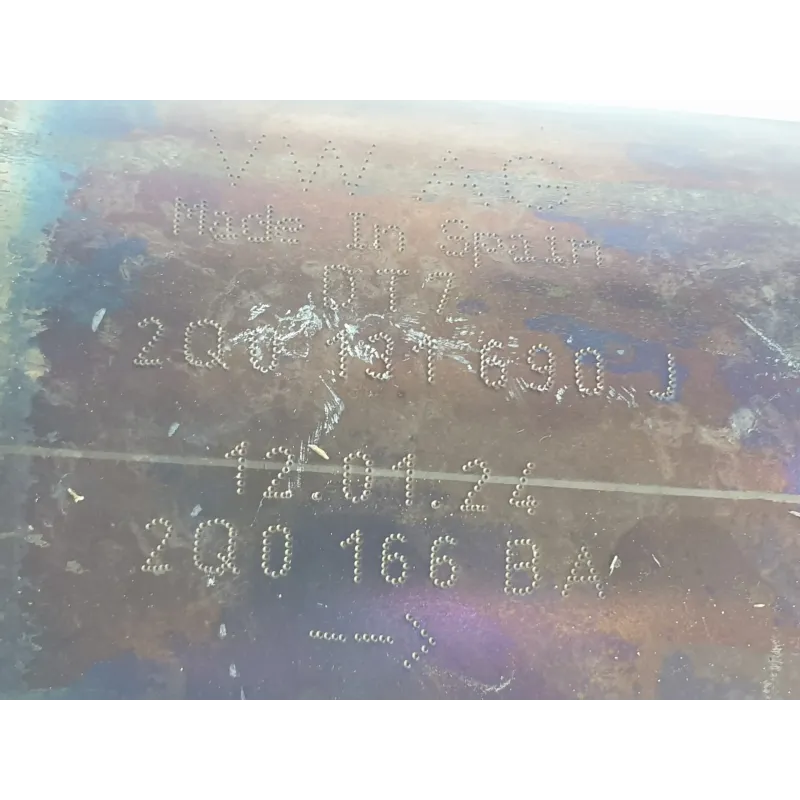 VW AG
Made In Spain
DT7
2Q0 131 690 J
12.01.24
2Q0 166 BA
-->